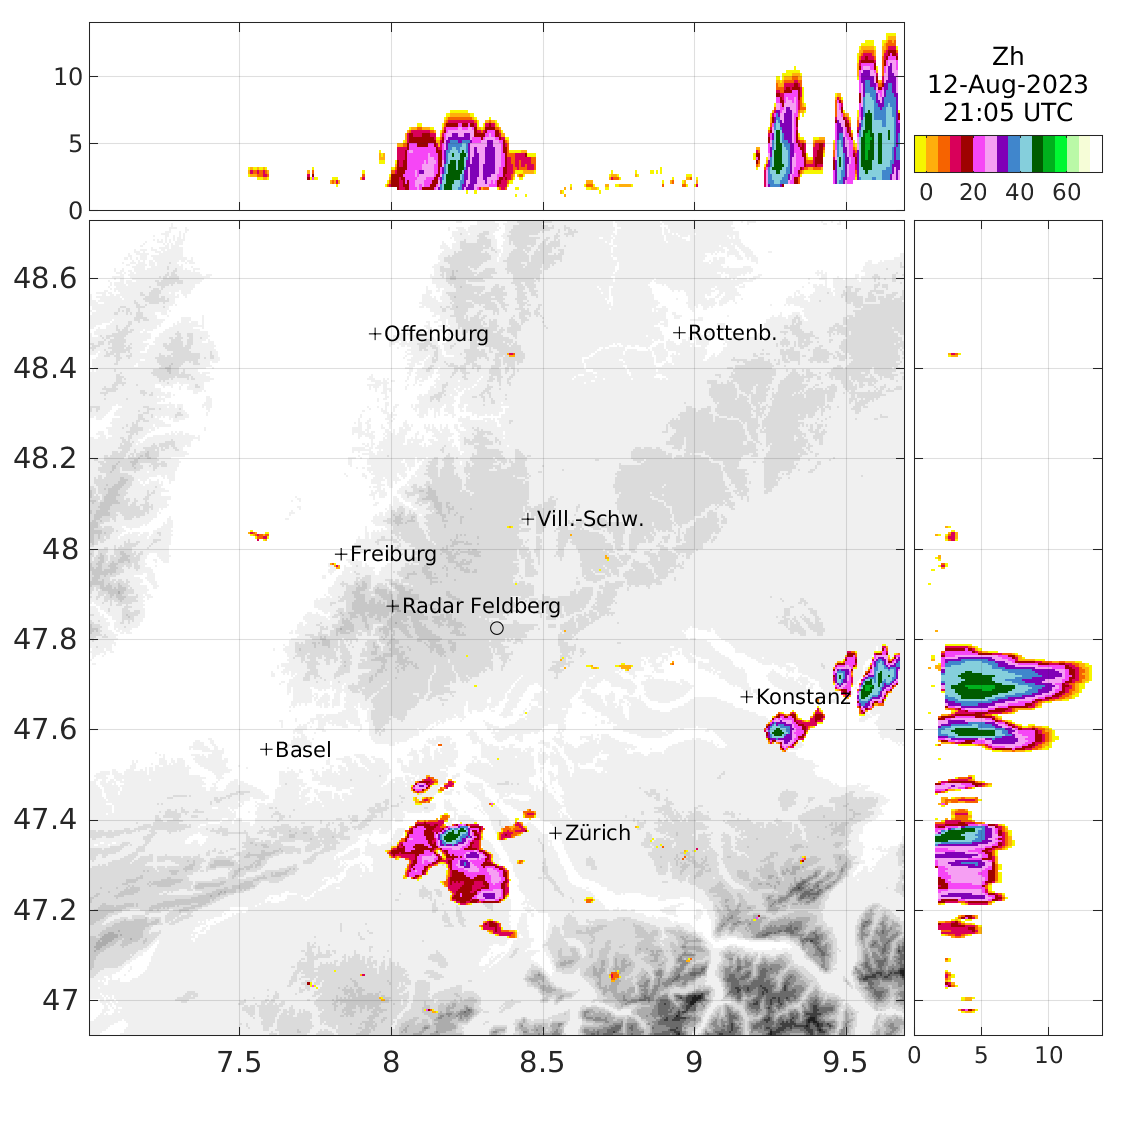 10
5
0
Zh
12-Aug-2023
21:05 UTC
0 20 40 60
48.6
48.4
48.2
48
47.8
47.6
47.4
47.2
47
+Offenburg
+Rottenb.
+Vill.-Schw.
+Freiburg
+Radar Feldberg
+Konstanz
+Basel
+Zürich
7.5 8 8.5 9 9.5
0 5 10